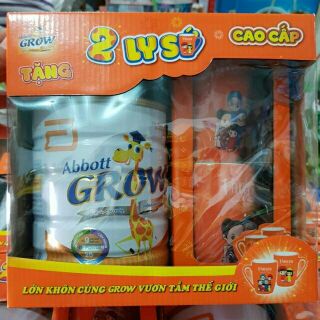 GROW
TẶNG
2 LY SỨ
CAO CẤP
Abbott
GROW
LỚN KHÔN CÙNG GROW VƯƠN TẦM THẾ GIỚI